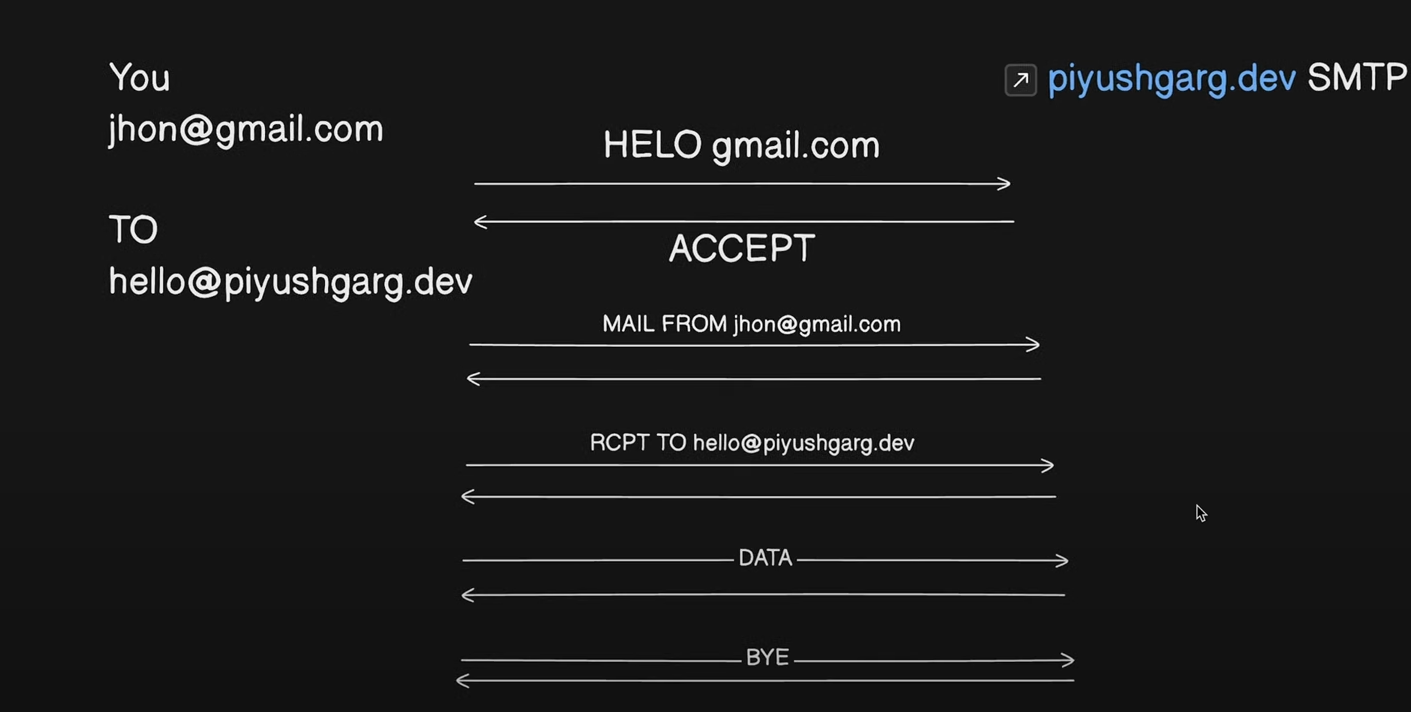 You
jhon@gmail.com
TO
hello@piyushgarg.dev
piyushgarg.dev SMTP
HELO gmail.com
ACCEPT
MAIL FROM jhon@gmail.com
RCPT TO hello@piyushgarg.dev
DATA
BYE